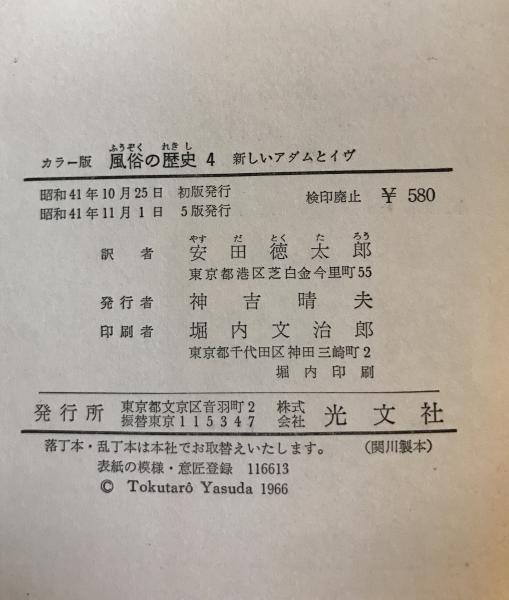 ふうぞく れきし
カラー版 風俗の歴史 4 新しいアダムとイヴ
昭和41年10月25日 初版発行
昭和41年11月1日 5版発行
検印廃止 ¥ 580
やす だ とく た ろう
訳者 安田徳太郎
東京都港区芝白金今里町55
発行者 神吉晴夫
印刷者 堀内文治郎
東京都千代田区神田三崎町2
堀内印刷
発行所 東京都文京区音羽町2 株式 光文社
振替東京115347 会社
落丁本・乱丁本は本社でお取替えいたします。 (関川製本)
表紙の模様・意匠登録 116613
© Tokutarô Yasuda 1966